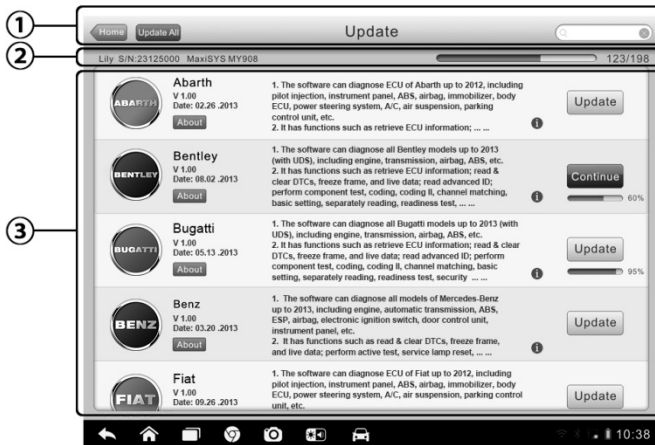 1
Home Update All Update
2
Lily S/N:23125000 MaxiSYS MY908 123/198
3
ABARTH
Abarth
V 1.00
Date: 02.26 .2013
About
1. The software can diagnose ECU of Abarth up to 2012, including
pilot injection, instrument panel, ABS, airbag, immobilizer, body
ECU, power steering system, A/C, air suspension, parking
control unit, etc.
2. It has functions such as retrieve ECU information; ... ...
Update
BENTLEY
Bentley
V 1.00
Date: 08.02 .2013
About
1. The software can diagnose all Bentley models up to 2013
(with UDS), including engine, transmission, airbag, ABS, etc.
2. It has functions such as retrieve ECU information; read &
clear DTCs, freeze frame, and live data; read advanced ID;
perform component test, coding, coding II, channel matching,
basic setting, separately reading, readiness test, ... ...
Continue
60%
BUGATTI
Bugatti
V 1.00
Date: 05.13 .2013
About
1. The software can diagnose all Bugatti models up to 2013 (with
UDS), including engine, transmission, airbag, ABS, etc.
2. It has functions such as retrieve ECU information; read & clear
DTCs, freeze frame, and live data; read advanced ID; perform
component test, coding, coding II, channel matching, basic
setting, separately reading, readiness test, security ... ...
Update
95%
BENZ
Benz
V 1.00
Date: 03.20 .2013
About
1. The software can diagnose all models of Mercedes-Benz
up to 2013, including engine, automatic transmission, ABS,
ESP, airbag, electronic ignition switch, door control unit,
instrument panel, etc.
2. It has functions such as read & clear DTCs, freeze frame,
and live data; perform active test, service lamp reset, ... ...
Update
FIAT
Fiat
V 1.00
Date: 09.26 .2013
1. The software can diagnose ECU of Fiat up to 2012, including
pilot injection, instrument panel, ABS, airbag, immobilizer, body
ECU, power steering system, A/C, air suspension, parking control
unit, etc.
Update
10:38